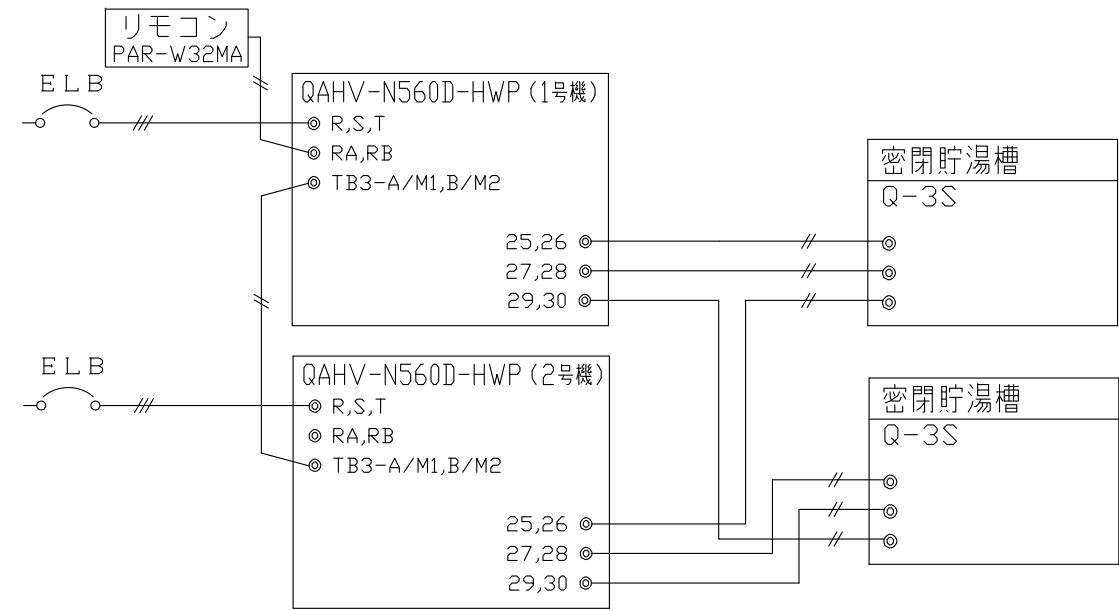 リモコン
PAR-W32MA
ELB
QAHV-N560D-HWP(1号機)
R,S,T
RA,RB
TB3-A/M1,B/M2
25,26
27,28
29,30
密閉貯湯槽
Q-3S
ELB
QAHV-N560D-HWP(2号機)
R,S,T
RA,RB
TB3-A/M1,B/M2
25,26
27,28
29,30
密閉貯湯槽
Q-3S